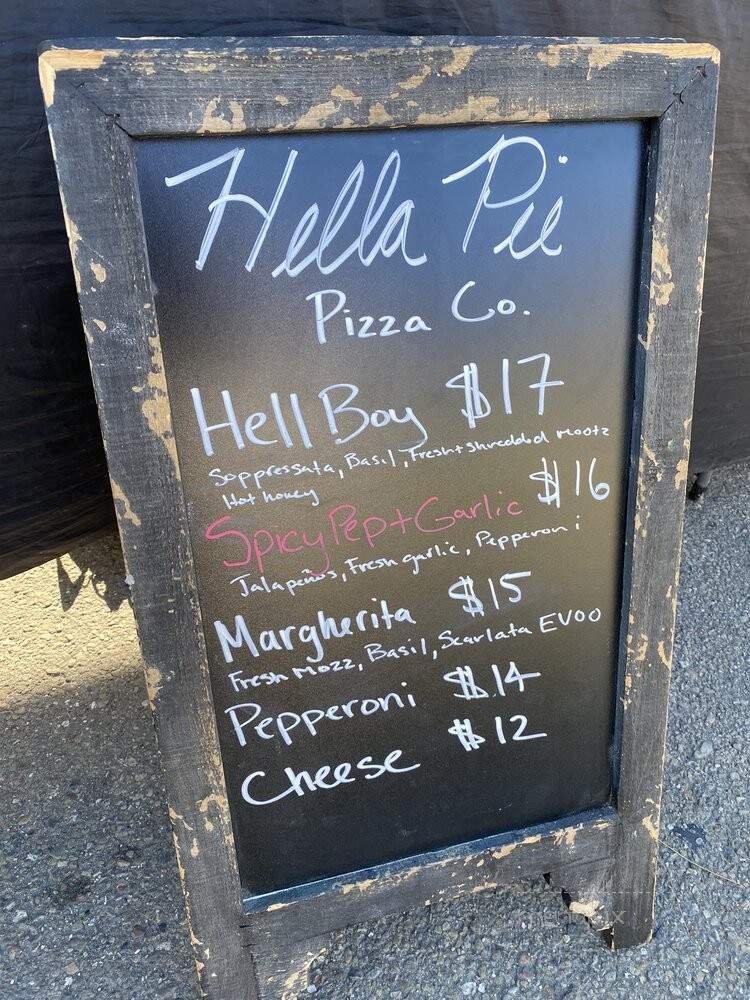 Hella Pie
Pizza Co.
Hell Boy $17
Soppressata, Basil, Fresh + shredded mootz
Hot honey
Spicy Pep + Garlic $16
Jalapeños, Fresh garlic, Pepperoni
Margherita $15
Fresh mozz, Basil, Scarlata EVOO
Pepperoni $14
Cheese $12